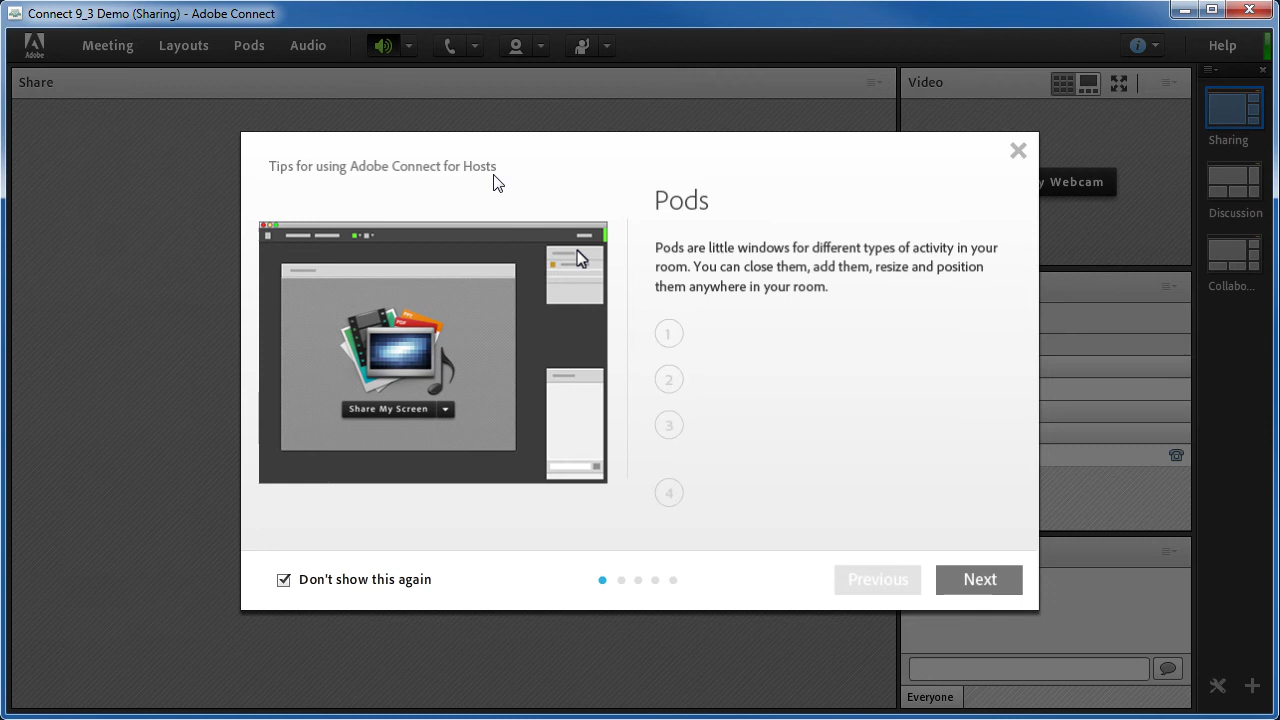 Connect 9_3 Demo (Sharing) - Adobe Connect
Adobe
Meeting Layouts Pods Audio
Help
Share
Video
Sharing
y Webcam
Discussion
Collabo...
Tips for using Adobe Connect for Hosts
Pods
Pods are little windows for different types of activity in your
room. You can close them, add them, resize and position
them anywhere in your room.
1
2
3
4
PDF
Share My Screen
Don't show this again
Previous
Next
Everyone